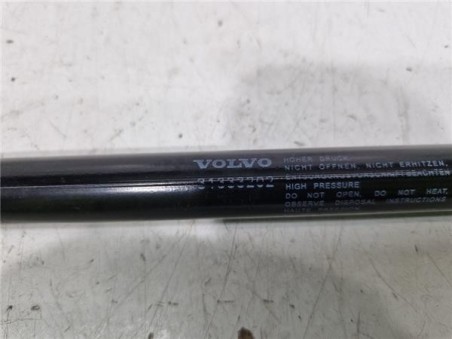 VOLVO
31333202
HOHER DRUCK
NICHT ÖFFNEN, NICHT ERHITZEN,
BEACHTEN
HIGH PRESSURE
DO NOT OPEN, DO NOT HEAT.
OBSERVE DISPOSAL INSTRUCTIONS